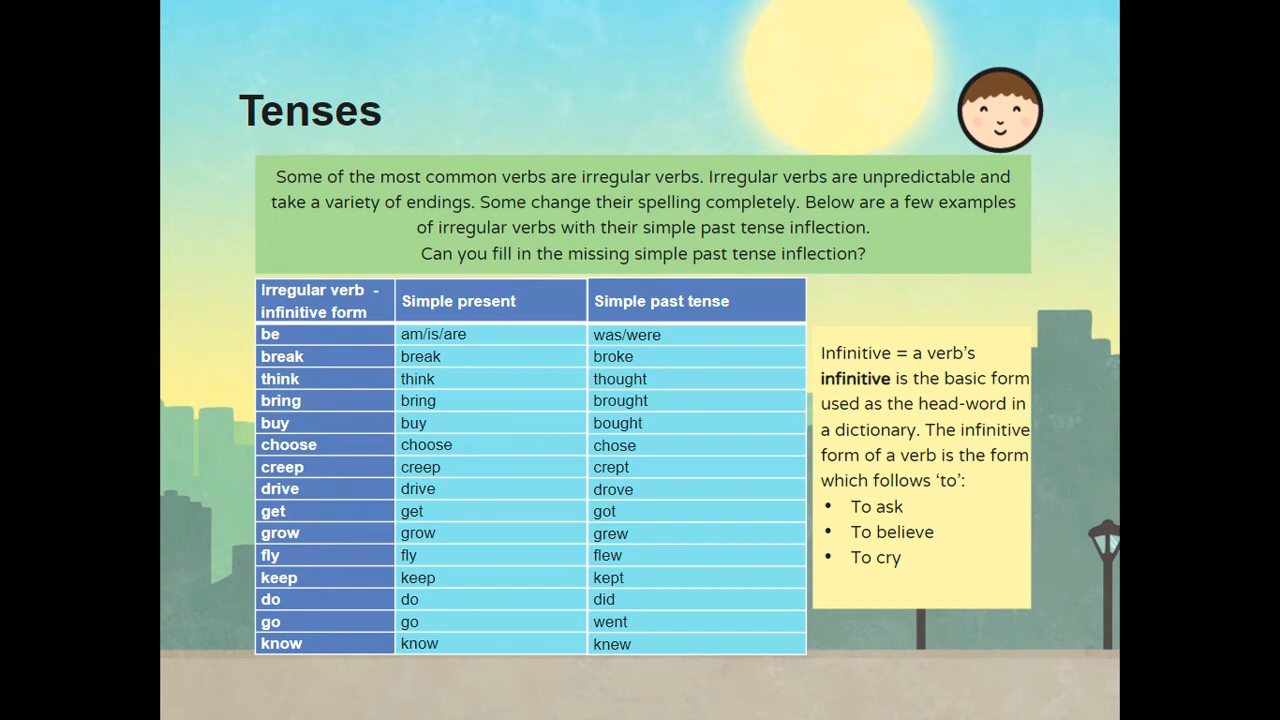 Tenses
Some of the most common verbs are irregular verbs. Irregular verbs are unpredictable and
take a variety of endings. Some change their spelling completely. Below are a few examples
of irregular verbs with their simple past tense inflection.
Can you fill in the missing simple past tense inflection?
Irregular verb -
infinitive form
Simple present
Simple past tense
be am/is/are was/were
break break broke
think think thought
bring bring brought
buy buy bought
choose choose chose
creep creep crept
drive drive drove
get get got
grow grow grew
fly fly flew
keep keep kept
do do did
go go went
know know knew
Infinitive = a verb’s
infinitive is the basic form
used as the head-word in
a dictionary. The infinitive
form of a verb is the form
which follows ‘to’:
• To ask
• To believe
• To cry